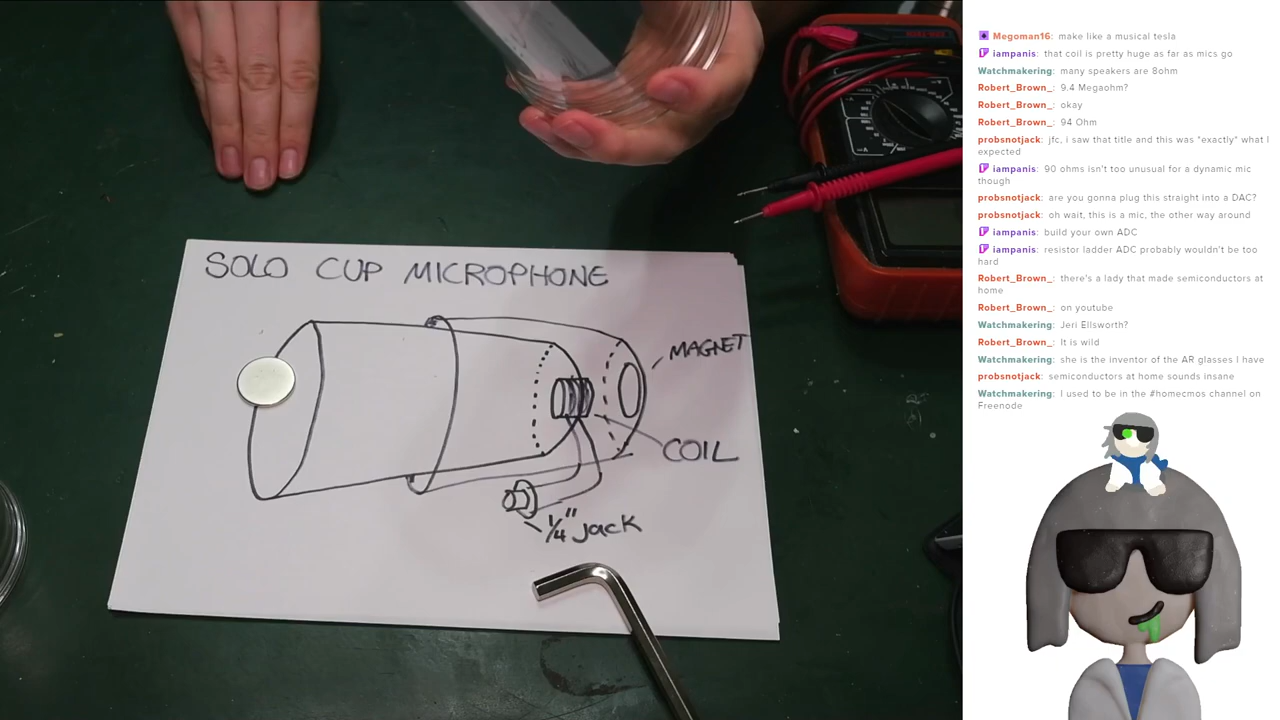 SOLO CUP MICROPHONE
MAGNET
COIL
1/4" Jack
Megoman16: make like a musical tesla
iampanis: that coil is pretty huge as far as mics go
Watchmakering: many speakers are 8ohm
Robert_Brown_: 9.4 Megaohm?
Robert_Brown_: okay
Robert_Brown_: 94 Ohm
probsnotjack: jfc, i saw that title and this was *exactly* what I
expected
iampanis: 90 ohms isn't too unusual for a dynamic mic
though
probsnotjack: are you gonna plug this straight into a DAC?
probsnotjack: oh wait, this is a mic, the other way around
iampanis: build your own ADC
iampanis: resistor ladder ADC probably wouldn't be too
hard
Robert_Brown_: there's a lady that made semiconductors at
home
Robert_Brown_: on youtube
Watchmakering: Jeri Ellsworth?
Robert_Brown_: It is wild
Watchmakering: she is the inventor of the AR glasses I have
probsnotjack: semiconductors at home sounds insane
Watchmakering: I used to be in the #homecmos channel on
Freenode